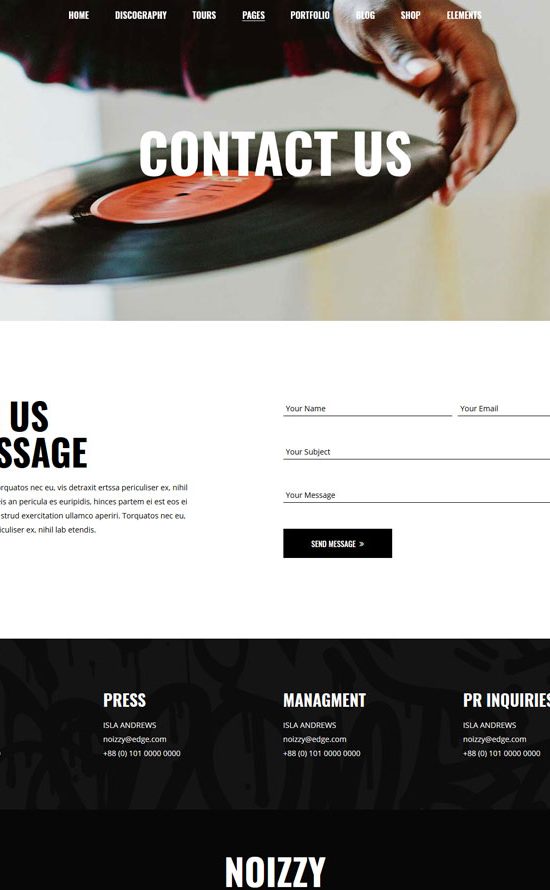 HOME DISCOGRAPHY TOURS PAGES PORTFOLIO BLOG SHOP ELEMENTS
CONTACT US
US
SSAGE
orquatos nec eu, vis detraxit ertssa periculiser ex, nihil
is an pericula es euripidis, hinces partem ei est eos ei
strud exercitation ullamco aperiri. Torquatos nec eu,
iculiser ex, nihil lab etendis.
Your Name
Your Email
Your Subject
Your Message
SEND MESSAGE »
PRESS
ISLA ANDREWS
noizzy@edge.com
+88 (0) 101 0000 0000
MANAGMENT
ISLA ANDREWS
noizzy@edge.com
+88 (0) 101 0000 0000
PR INQUIRIES
ISLA ANDREWS
noizzy@edge.com
+88 (0) 101 0000 0000
NOIZZY